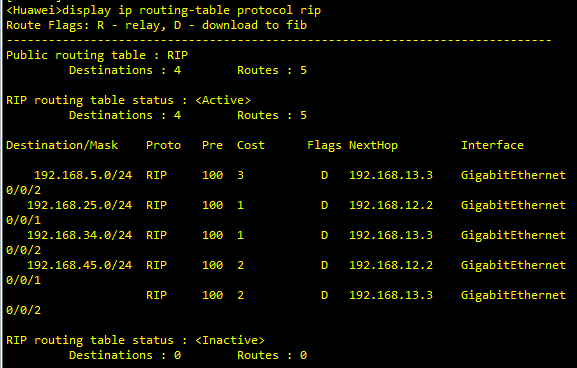 <Huawei>display ip routing-table protocol rip
Route Flags: R - relay, D - download to fib
------------------------------------------------------------------------------
Public routing table : RIP
         Destinations : 4        Routes : 5

RIP routing table status : <Active>
         Destinations : 4        Routes : 5

Destination/Mask    Proto   Pre  Cost      Flags NextHop         Interface

    192.168.5.0/24  RIP     100  3           D   192.168.13.3    GigabitEthernet
0/0/2
   192.168.25.0/24  RIP     100  1           D   192.168.12.2    GigabitEthernet
0/0/1
   192.168.34.0/24  RIP     100  1           D   192.168.13.3    GigabitEthernet
0/0/2
   192.168.45.0/24  RIP     100  2           D   192.168.12.2    GigabitEthernet
0/0/1
                    RIP     100  2           D   192.168.13.3    GigabitEthernet
0/0/2

RIP routing table status : <Inactive>
         Destinations : 0        Routes : 0